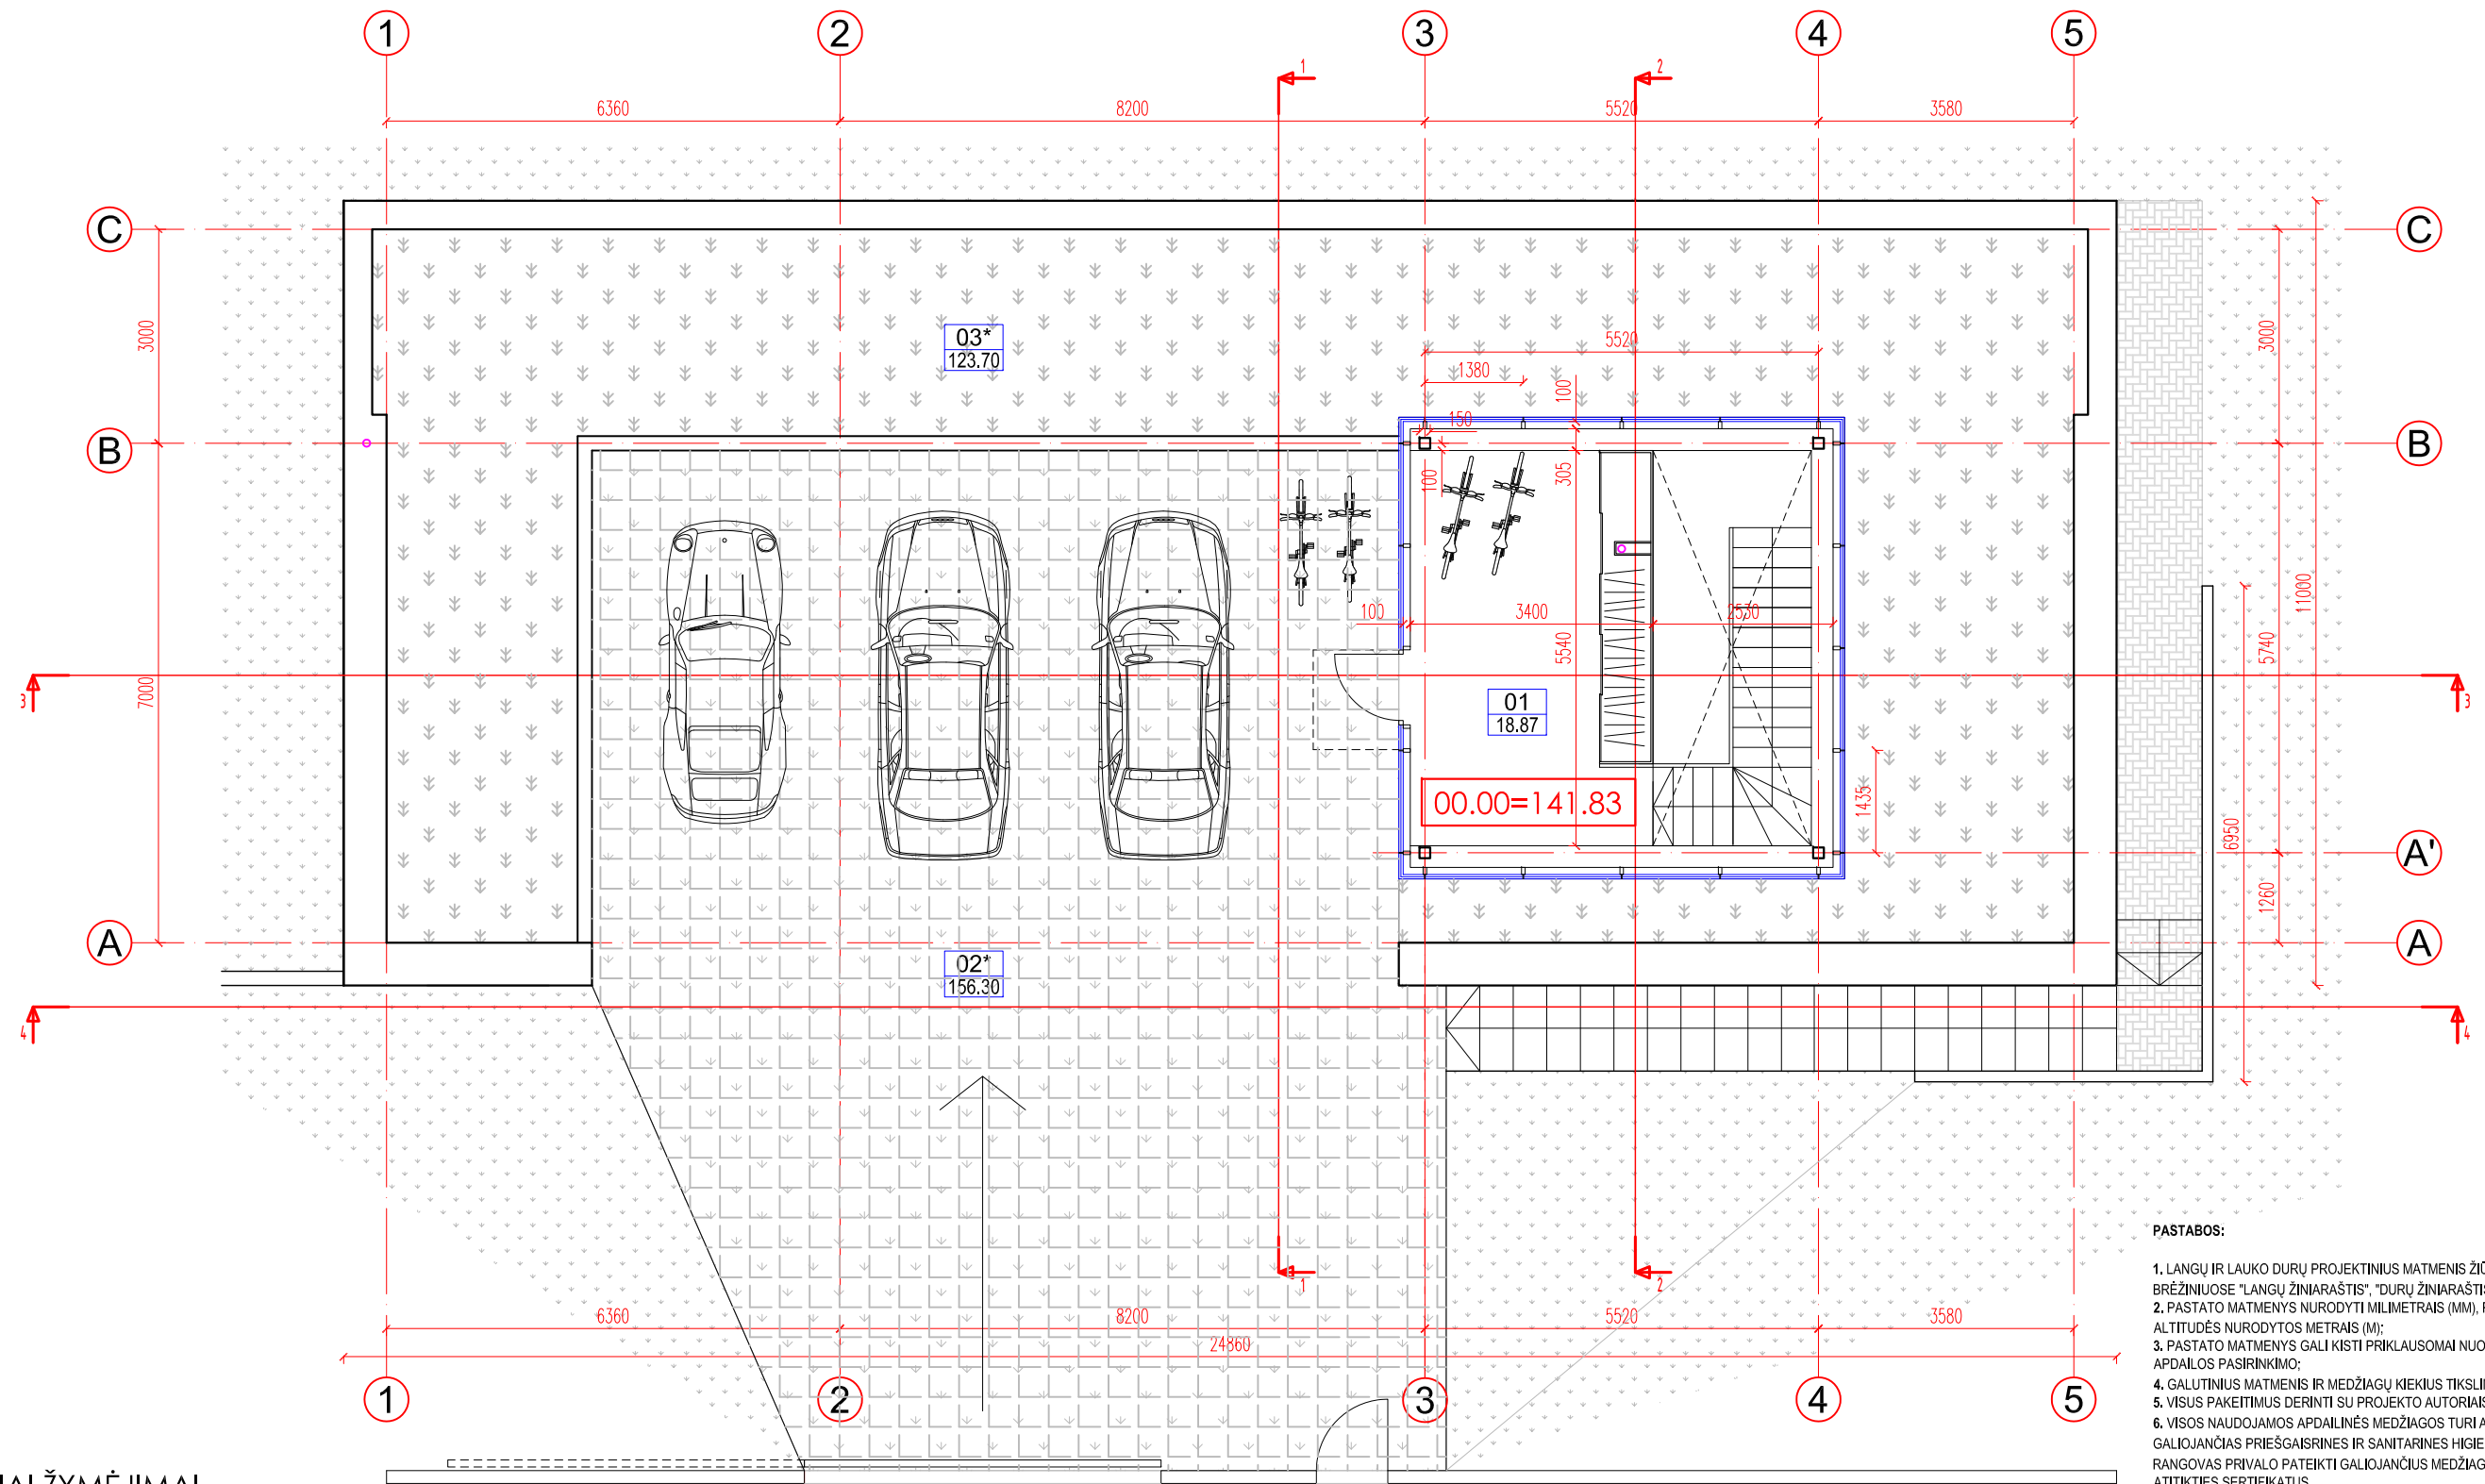 1 2 3 4 5
1 2
6360 8200 5520 3580
C C
3000
03*
123.70
5520
1380
100
150
3000
B B
100
305
11000
100 3400 2530
5540
5740
7000
3 3
01
18.87
00.00=141.83
1435
6950
A'
1260
A A
02*
156.30
4 4
PASTABOS:
1 2
1. LANGŲ IR LAUKO DURŲ PROJEKTINIUS MATMENIS
BRĖŽINIUOSE "LANGŲ ŽINIARAŠTIS", "DURŲ
2. PASTATO MATMENYS NURODYTI MILIMETRAIS (MM),
ALTITUDĖS NURODYTOS METRAIS (M);
3. PASTATO MATMENYS GALI KISTI PRIKLAUSOMAI NUO
APDAILOS PASIRINKIMO;
4. GALUTINIUS MATMENIS IR MEDŽIAGŲ KIEKIUS
5. VISUS PAKEITIMUS DERINTI SU PROJEKTO
6. VISOS NAUDOJAMOS APDAILINĖS MEDŽIAGOS TURI
GALIOJANČIAS PRIEŠGAISRINES IR SANITARINES
RANGOVAS PRIVALO PATEIKTI GALIOJANČIUS
ATITIKTIES SERTIFIKATUS
6360 8200 5520 3580
24860
1 2 3 4 5